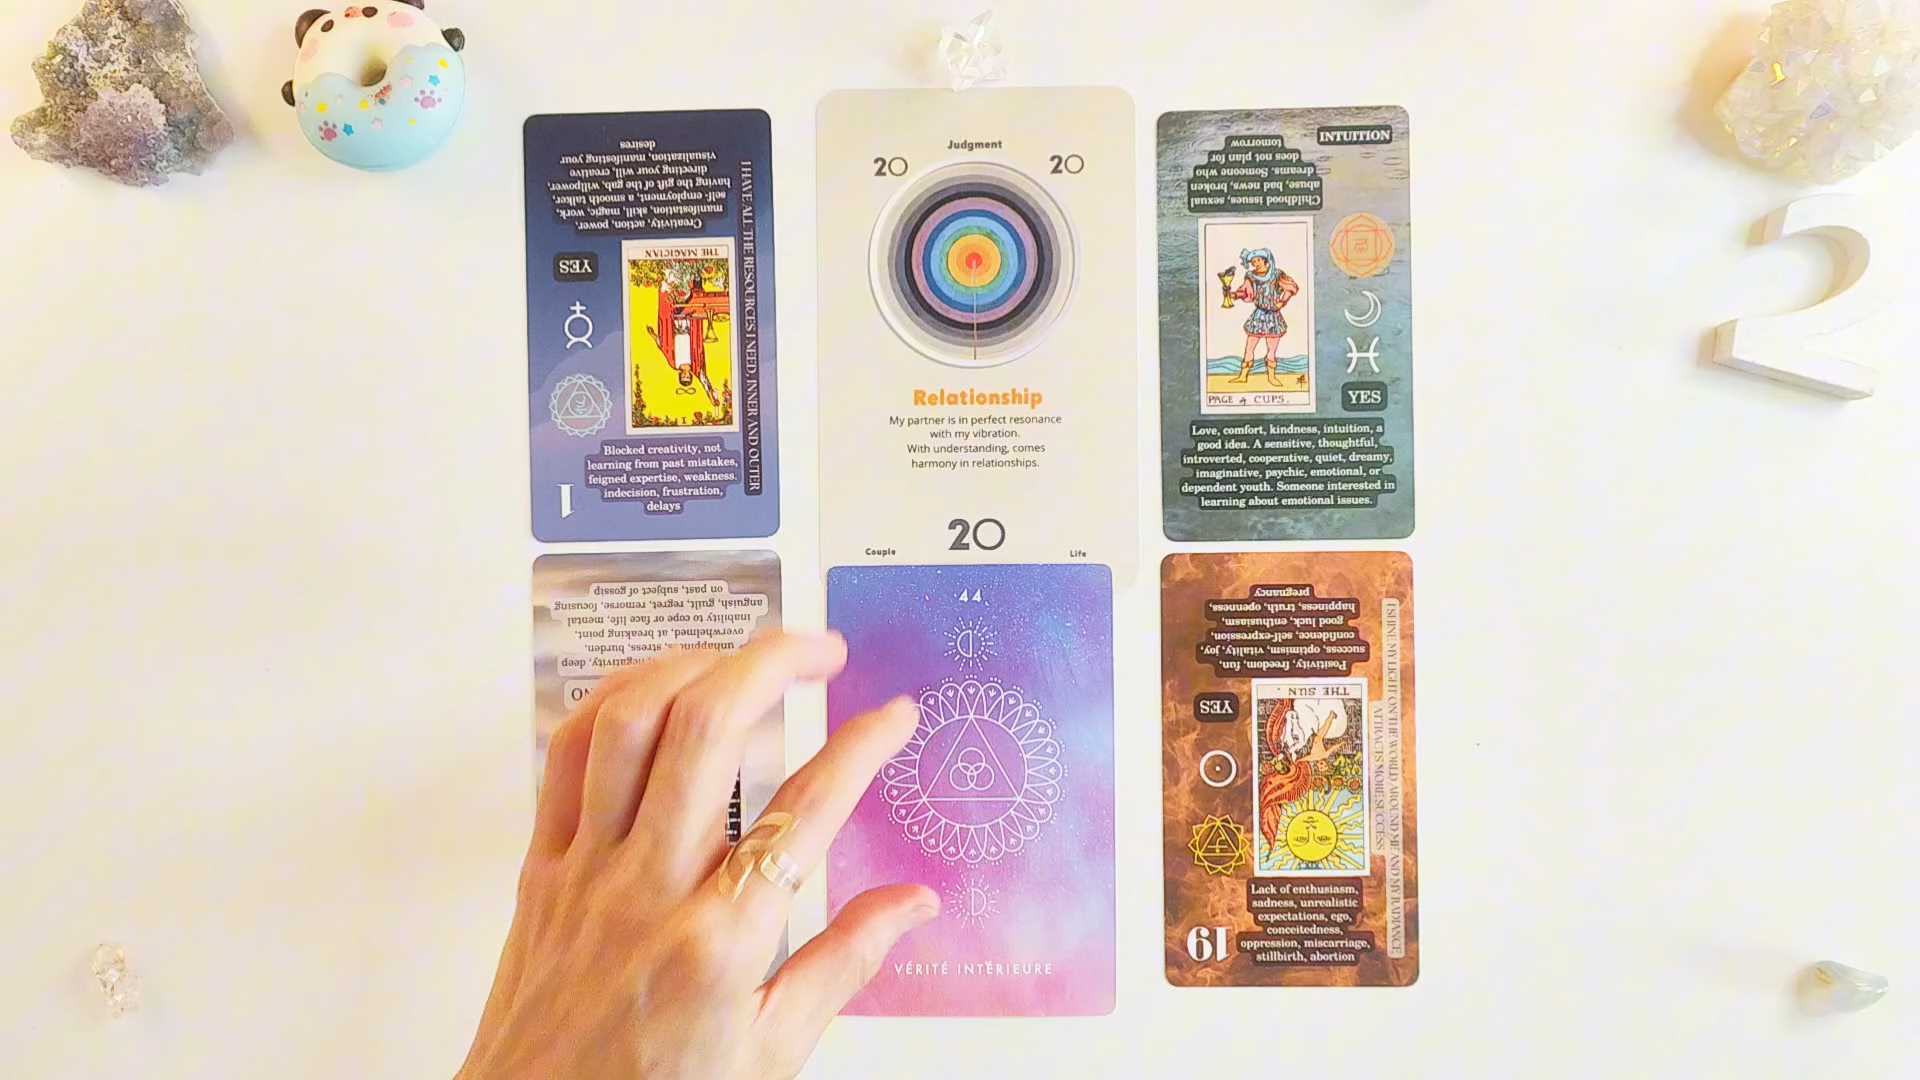 Creativity, action, power,
manifestation, skill, magic, work,
self-employment, a smooth talker,
having the gift of the gab, willpower,
directing your will, creative
visualization, manifesting your
desires
I HAVE ALL THE RESOURCES I NEED, INNER AND OUTER
YES
THE MAGICIAN
I
Blocked creativity, not
learning from past mistakes,
feigned expertise, weakness.
indecision, frustration,
delays
1
Judgment
20
20
Relationship
My partner is in perfect resonance
with my vibration.
With understanding, comes
harmony in relationships.
20
Couple
Life
INTUITION
Childhood issues, sexual
abuse, bad news, broken
dreams. Someone who
does not plan for
tomorrow
PAGE of CUPS.
YES
Love, comfort, kindness, intuition, a
good idea. A sensitive, thoughtful,
introverted, cooperative, quiet, dreamy,
imaginative, psychic, emotional, or
dependent youth. Someone interested in
learning about emotional issues.
2
negativity, deep
unhappiness, stress, burden,
overwhelmed, at breaking point,
inability to cope or face life, mental
anguish, guilt, regret, remorse, focusing
on past, subject of gossip
NO
44
VÉRITÉ INTÉRIEURE
Positivity, freedom, fun,
success, optimism, vitality, joy,
confidence, self-expression,
good luck, enthusiasm,
happiness, truth, openness,
pregnancy
I SHINE MY LIGHT ON THE WORLD AROUND ME AND MY RADIANCE
ATTRACTS MORE SUCCESS
YES
THE SUN.
Lack of enthusiasm,
sadness, unrealistic
expectations, ego,
conceitedness,
oppression, miscarriage,
stillbirth, abortion
19